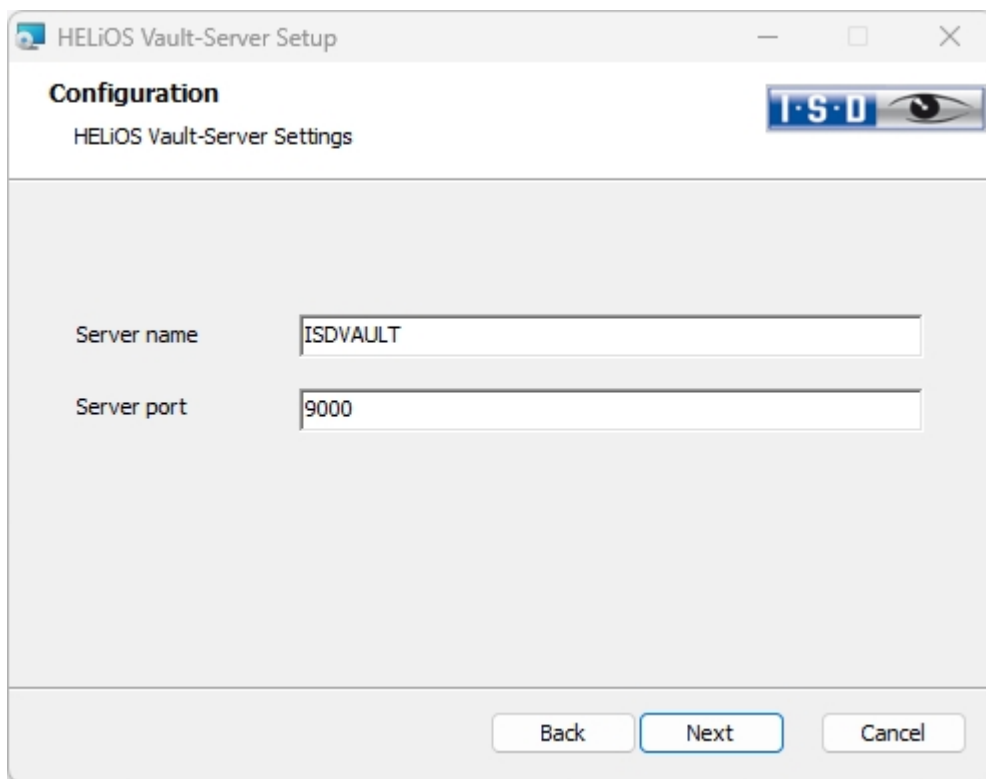 HELiOS Vault-Server Setup
Configuration
I·S·D
HELiOS Vault-Server Settings
Server name ISDVAULT
Server port 9000
Back Next Cancel